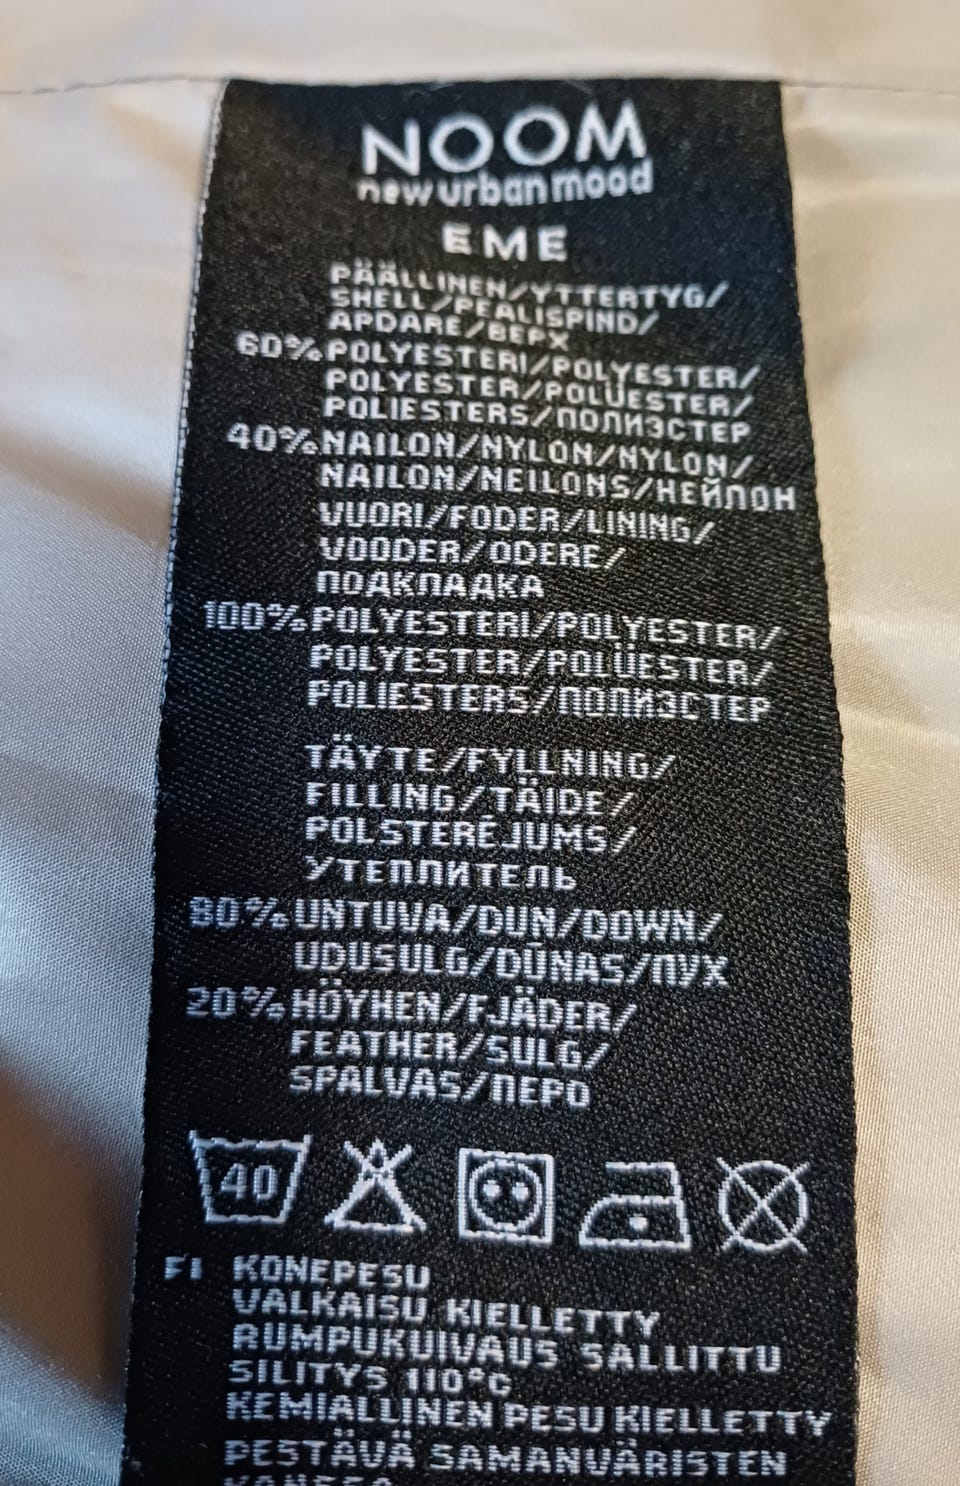 NOOM
new urban mood
EME
PÄÄLLINEN/YTTERTYG/
SHELL/PEALISPIND/
APDARE/ВЕРХ
60% POLYESTERI/POLYESTER/
POLYESTER/POLÜESTER/
POLIESTERS/ПОЛИЭСТЕР
40% NAILON/NYLON/NYLON/
NAILON/NEILONS/НЕЙЛОН
VUORI/FODER/LINING/
VOODER/ODERE/
ПОДКЛАДКА
100% POLYESTERI/POLYESTER/
POLYESTER/POLÜESTER/
POLIESTERS/ПОЛИЭСТЕР
TÄYTE/FYLLNING/
FILLING/TÄIDE/
POLSTERĒJUMS/
УТЕПЛИТЕЛЬ
80% UNTUVA/DUN/DOWN/
UDUSULG/DŪNAS/ПУХ
20% HÖYHEN/FJÄDER/
FEATHER/SULG/
SPALVAS/ПЕРО
40
FI KONEPESU
VALKAISU KIELLETTY
RUMPUKUIVAUS SALLITTU
SILITYS 110°C
KEMIALLINEN PESU KIELLETTY
PESTÄVÄ SAMANVÄRISTEN